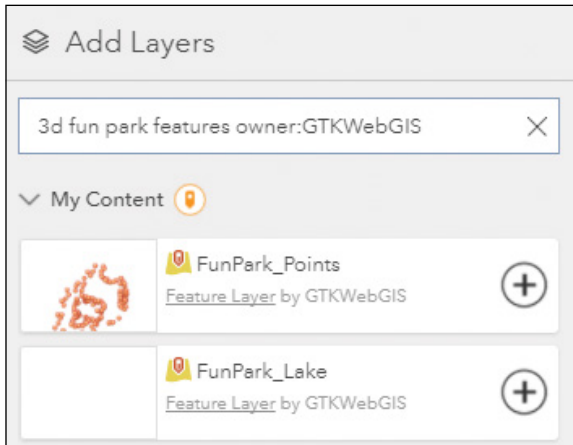 Add Layers
3d fun park features owner:GTKWebGIS
My Content
FunPark_Points
Feature Layer by GTKWebGIS
FunPark_Lake
Feature Layer by GTKWebGIS